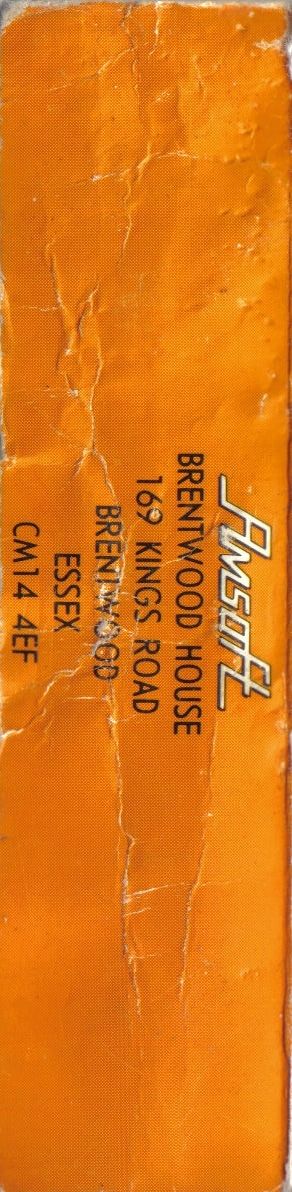 Amsoft
BRENTWOOD HOUSE
169 KINGS ROAD
BRENTWOOD
ESSEX
CM14 4EF